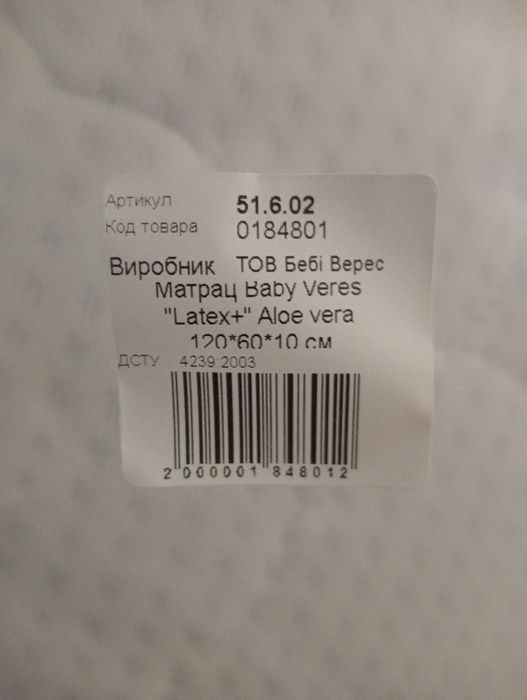 Артикул 51.6.02
Код товара 0184801
Виробник ТОВ Бебі Верес
Матрац Baby Veres
"Latex+" Aloe vera
120*60*10 см
ДСТУ 4239:2003
2 000001 848012